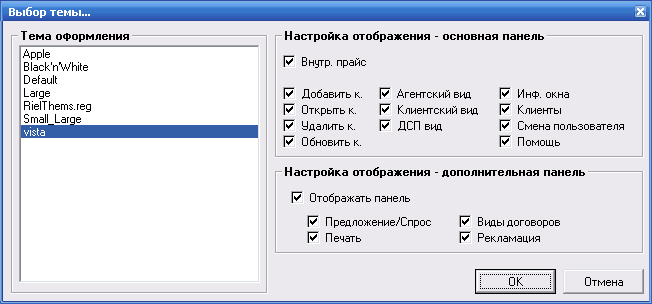 Выбор темы...
Тема оформления
Apple
Black'n'White
Default
Large
RielThems.reg
Small_Large
vista
Настройка отображения - основная панель
Внутр. прайс
Добавить к. Агентский вид Инф. окна
Открыть к. Клиентский вид Клиенты
Удалить к. ДСП вид Смена пользователя
Обновить к. Помощь
Настройка отображения - дополнительная панель
Отображать панель
Предложение/Спрос Виды договоров
Печать Рекламация
OK Отмена